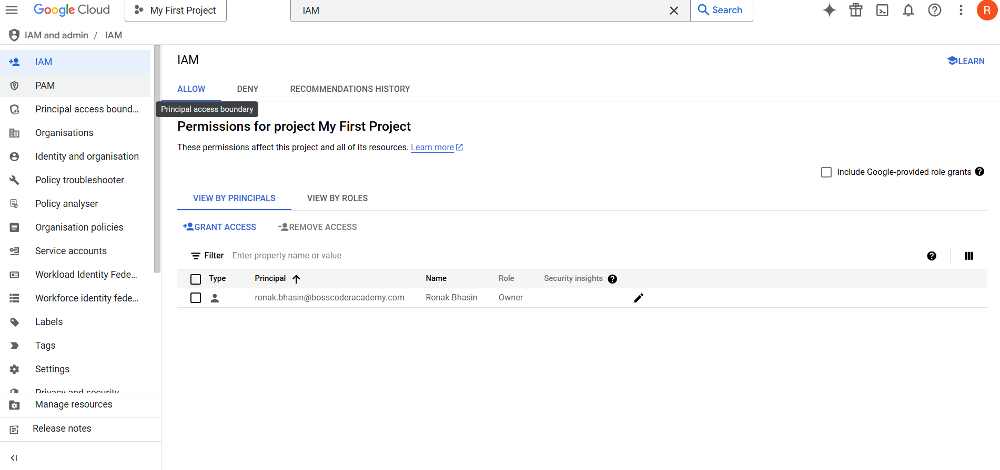 Google Cloud
My First Project
IAM
Search
R
IAM and admin / IAM
IAM
PAM
Principal access bound...
Organisations
Identity and organisation
Policy troubleshooter
Policy analyser
Organisation policies
Service accounts
Workload Identity Fede...
Workforce identity fede...
Labels
Tags
Settings
Privacy and security
Manage resources
Release notes
IAM
LEARN
ALLOW DENY RECOMMENDATIONS HISTORY
Principal access boundary
Permissions for project My First Project
These permissions affect this project and all of its resources. Learn more
Include Google-provided role grants
VIEW BY PRINCIPALS VIEW BY ROLES
GRANT ACCESS REMOVE ACCESS
Filter Enter property name or value
Type Principal Name Role Security insights
ronak.bhasin@bosscoderacademy.com Ronak Bhasin Owner